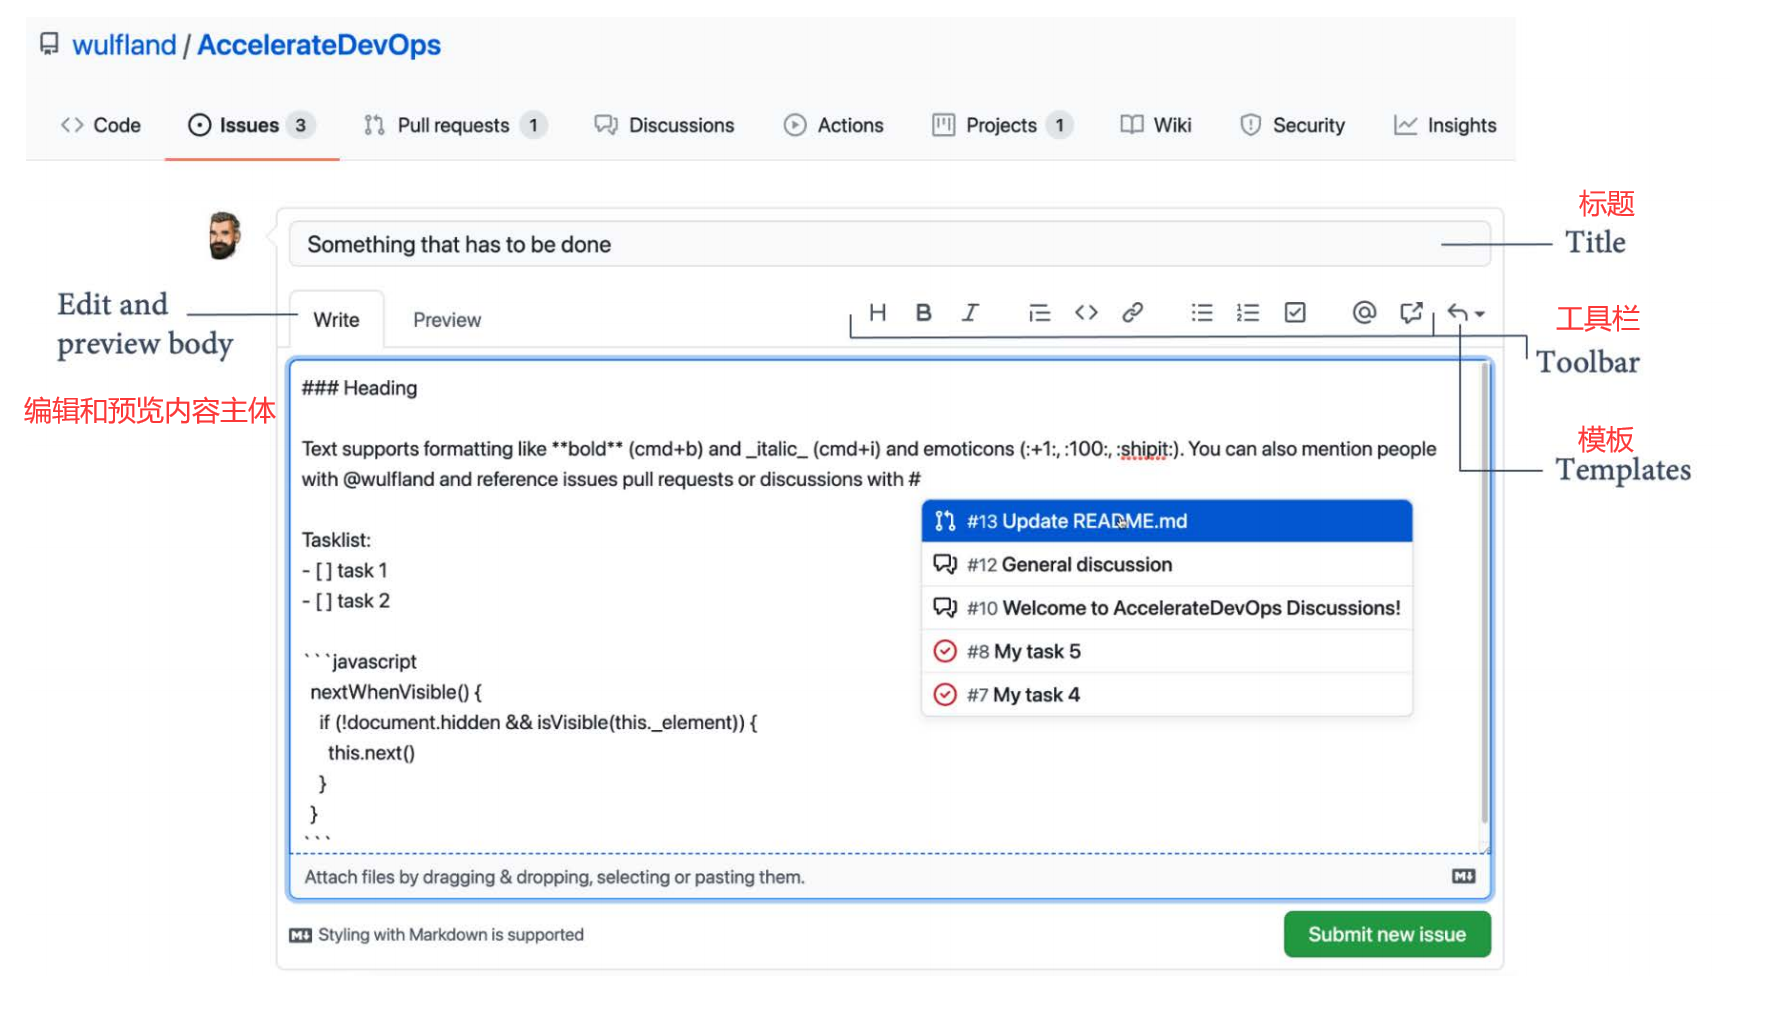 wulfland / AccelerateDevOps
Code Issues 3 Pull requests 1 Discussions Actions Projects 1 Wiki Security Insights
标题
Title
Something that has to be done
Edit and
preview body
编辑和预览内容主体
Write Preview
H B I
工具栏
Toolbar
模板
Templates
### Heading
Text supports formatting like **bold** (cmd+b) and _italic_ (cmd+i) and emoticons (:+1:, :100:, :shipit:). You can also mention people
with @wulfland and reference issues pull requests or discussions with #
#13 Update README.md
#12 General discussion
#10 Welcome to AccelerateDevOps Discussions!
#8 My task 5
#7 My task 4
Tasklist:
- [ ] task 1
- [ ] task 2
```javascript
nextWhenVisible() {
if (!document.hidden && isVisible(this._element)) {
this.next()
}
}
```
Attach files by dragging & dropping, selecting or pasting them.
Styling with Markdown is supported
Submit new issue